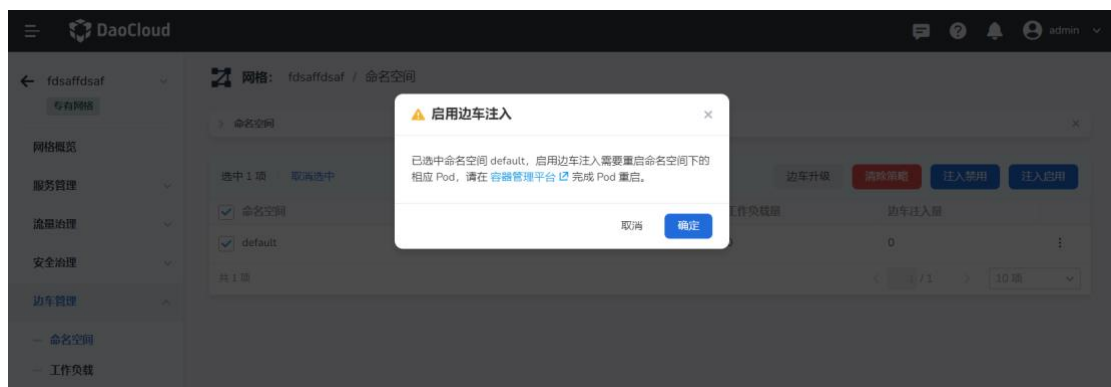 DaoCloud
admin
fdsaffdsaf
专有网格
网格： fdsaffdsaf / 命名空间
命名空间
启用边车注入
已选中命名空间 default，启用边车注入需要重启命名空间下的
相应 Pod，请在 容器管理平台 完成 Pod 重启。
取消
确定
网格概览
服务管理
流量治理
安全治理
边车管理
命名空间
工作负载
选中 1 项
取消选中
边车升级
清除策略
注入禁用
注入启用
命名空间
工作负载量
边车注入量
default
0
共 1 项
/ 1
10 项